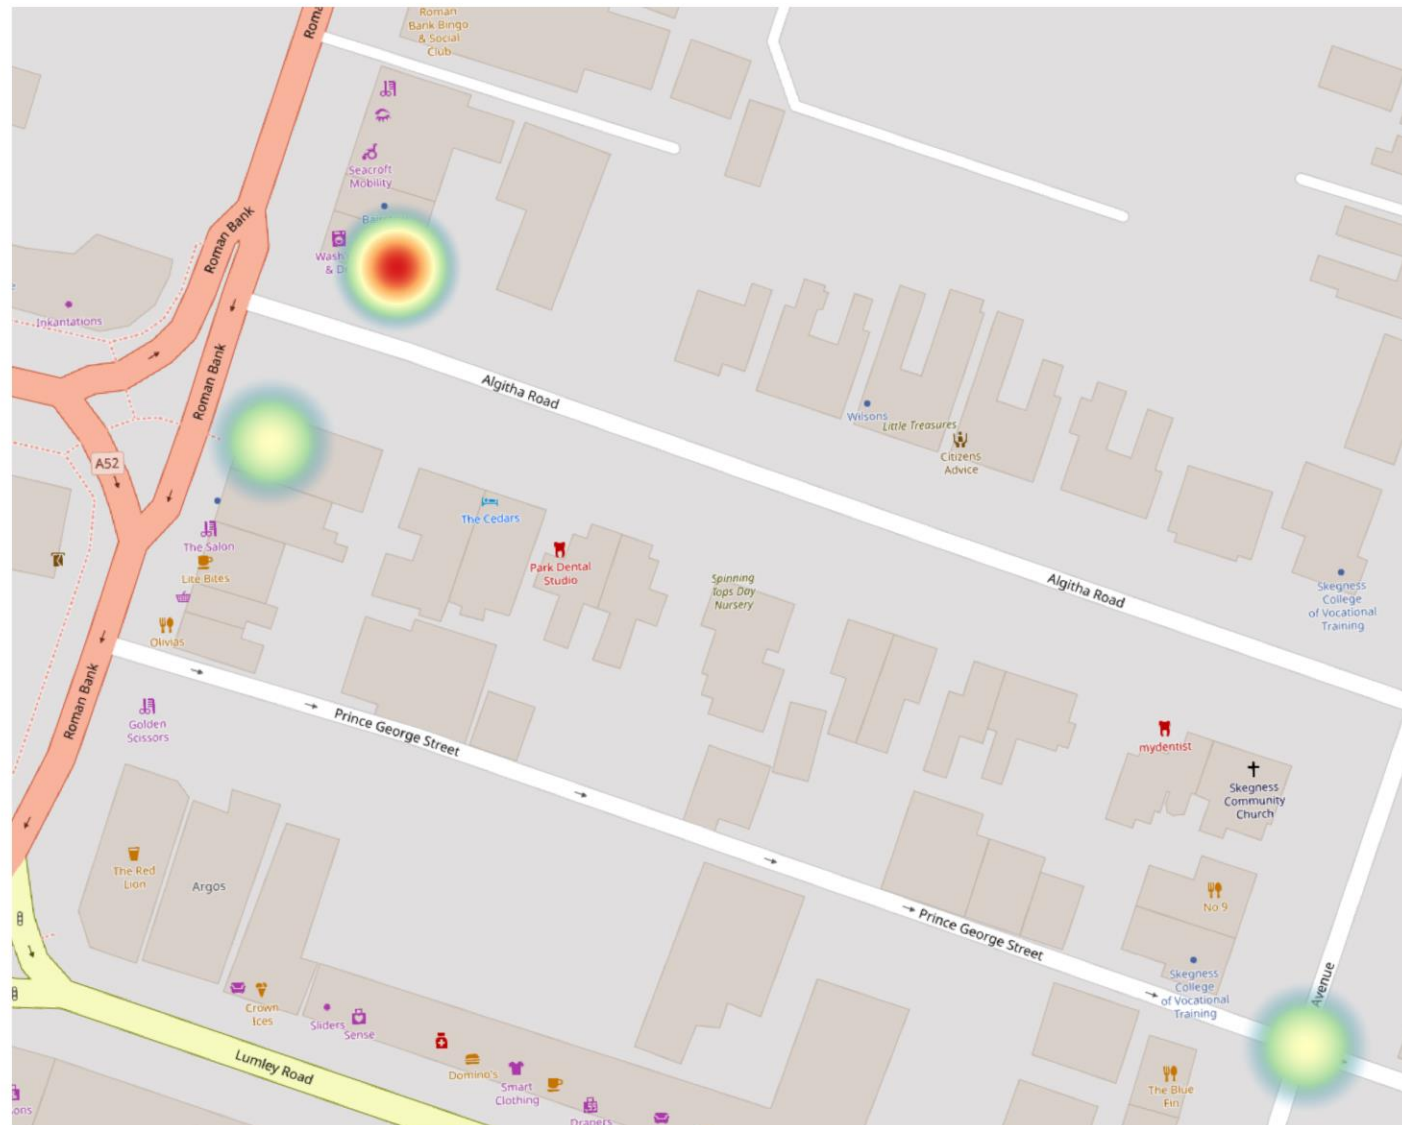 Roman
Bank Bingo
& Social
Club
Roman Bank
Seacroft
Mobility
Wash
Inkantations
Roman Bank
Algitha Road
Wilsons
Little Treasures
Citizens
Advice
A52
The Cedars
The Salon
Lite Bites
Park Dental
Studio
Spinning
Tops Day
Nursery
Algitha Road
Skegness
College
of Vocational
Training
Olivias
Roman Bank
Golden
Scissors
Prince George Street
mydentist
Skegness
Community
Church
The Red
Lion
Argos
No 9
Prince George Street
Skegness
College
of Vocational
Training
Avenue
Crown
Ices
Sliders
Sense
Lumley Road
Domino's
Smart
Clothing
Drapers
The Blue
Fin